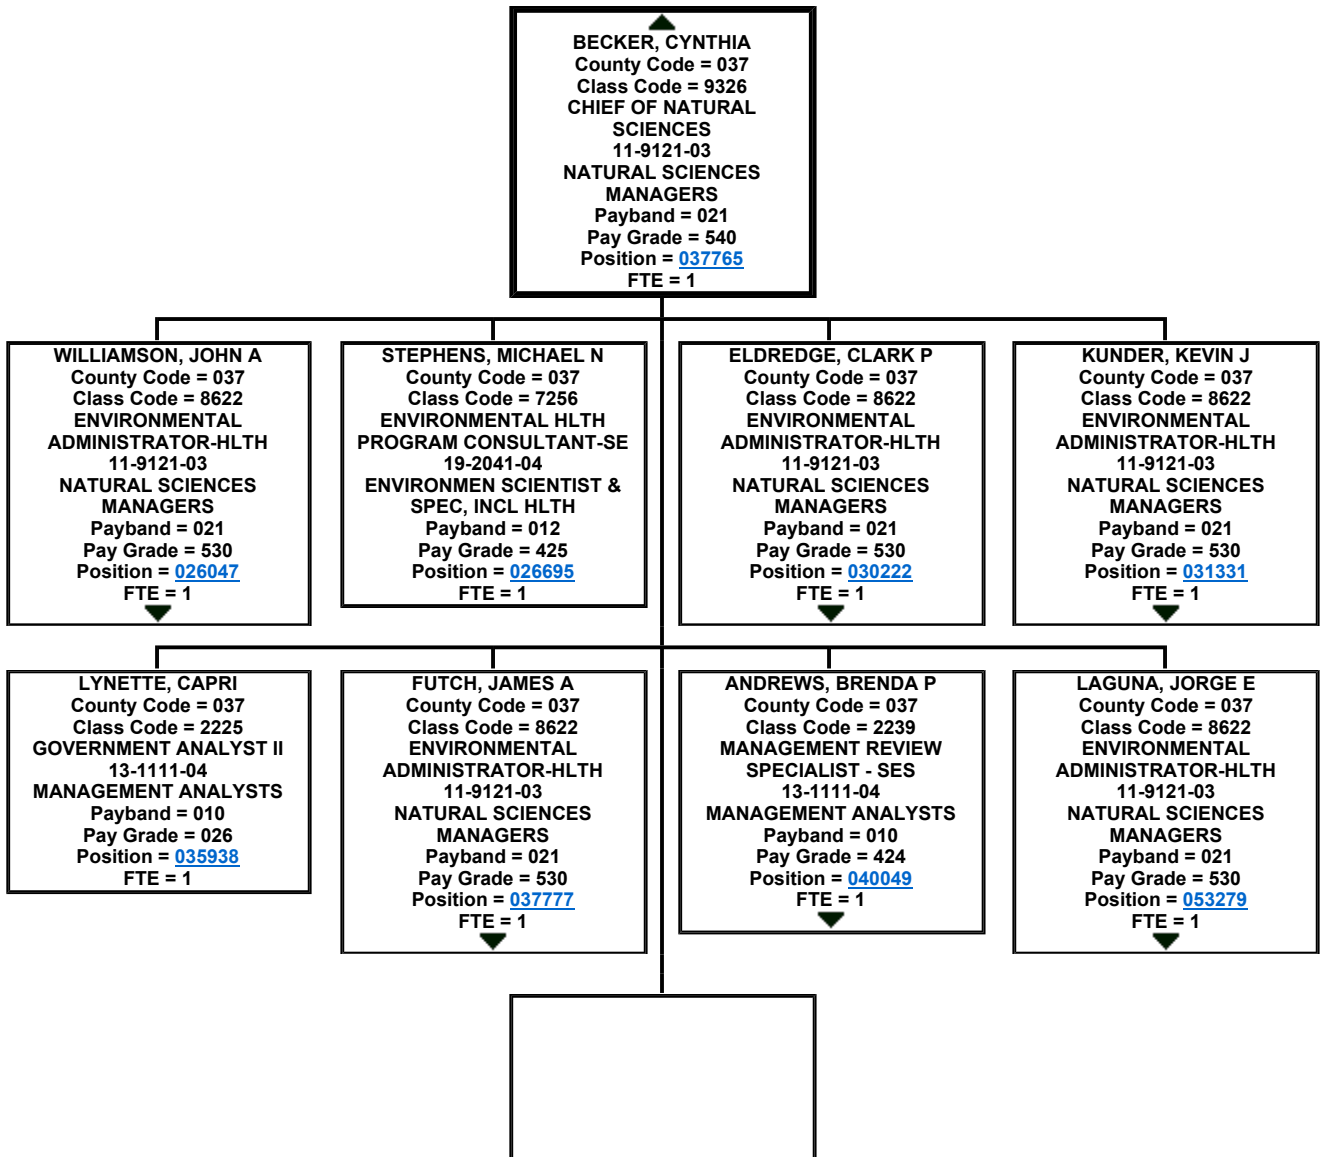 BECKER, CYNTHIA
County Code = 037
Class Code = 9326
CHIEF OF NATURAL
SCIENCES
11-9121-03
NATURAL SCIENCES
MANAGERS
Payband = 021
Pay Grade = 540
Position = 037765
FTE = 1
WILLIAMSON, JOHN A
County Code = 037
Class Code = 8622
ENVIRONMENTAL
ADMINISTRATOR-HLTH
11-9121-03
NATURAL SCIENCES
MANAGERS
Payband = 021
Pay Grade = 530
Position = 026047
FTE = 1
STEPHENS, MICHAEL N
County Code = 037
Class Code = 7256
ENVIRONMENTAL HLTH
PROGRAM CONSULTANT-SE
19-2041-04
ENVIRONMEN SCIENTIST &
SPEC, INCL HLTH
Payband = 012
Pay Grade = 425
Position = 026695
FTE = 1
ELDREDGE, CLARK P
County Code = 037
Class Code = 8622
ENVIRONMENTAL
ADMINISTRATOR-HLTH
11-9121-03
NATURAL SCIENCES
MANAGERS
Payband = 021
Pay Grade = 530
Position = 030222
FTE = 1
KUNDER, KEVIN J
County Code = 037
Class Code = 8622
ENVIRONMENTAL
ADMINISTRATOR-HLTH
11-9121-03
NATURAL SCIENCES
MANAGERS
Payband = 021
Pay Grade = 530
Position = 031331
FTE = 1
LYNETTE, CAPRI
County Code = 037
Class Code = 2225
GOVERNMENT ANALYST II
13-1111-04
MANAGEMENT ANALYSTS
Payband = 010
Pay Grade = 026
Position = 035938
FTE = 1
FUTCH, JAMES A
County Code = 037
Class Code = 8622
ENVIRONMENTAL
ADMINISTRATOR-HLTH
11-9121-03
NATURAL SCIENCES
MANAGERS
Payband = 021
Pay Grade = 530
Position = 037777
FTE = 1
ANDREWS, BRENDA P
County Code = 037
Class Code = 2239
MANAGEMENT REVIEW
SPECIALIST - SES
13-1111-04
MANAGEMENT ANALYSTS
Payband = 010
Pay Grade = 424
Position = 040049
FTE = 1
LAGUNA, JORGE E
County Code = 037
Class Code = 8622
ENVIRONMENTAL
ADMINISTRATOR-HLTH
11-9121-03
NATURAL SCIENCES
MANAGERS
Payband = 021
Pay Grade = 530
Position = 053279
FTE = 1